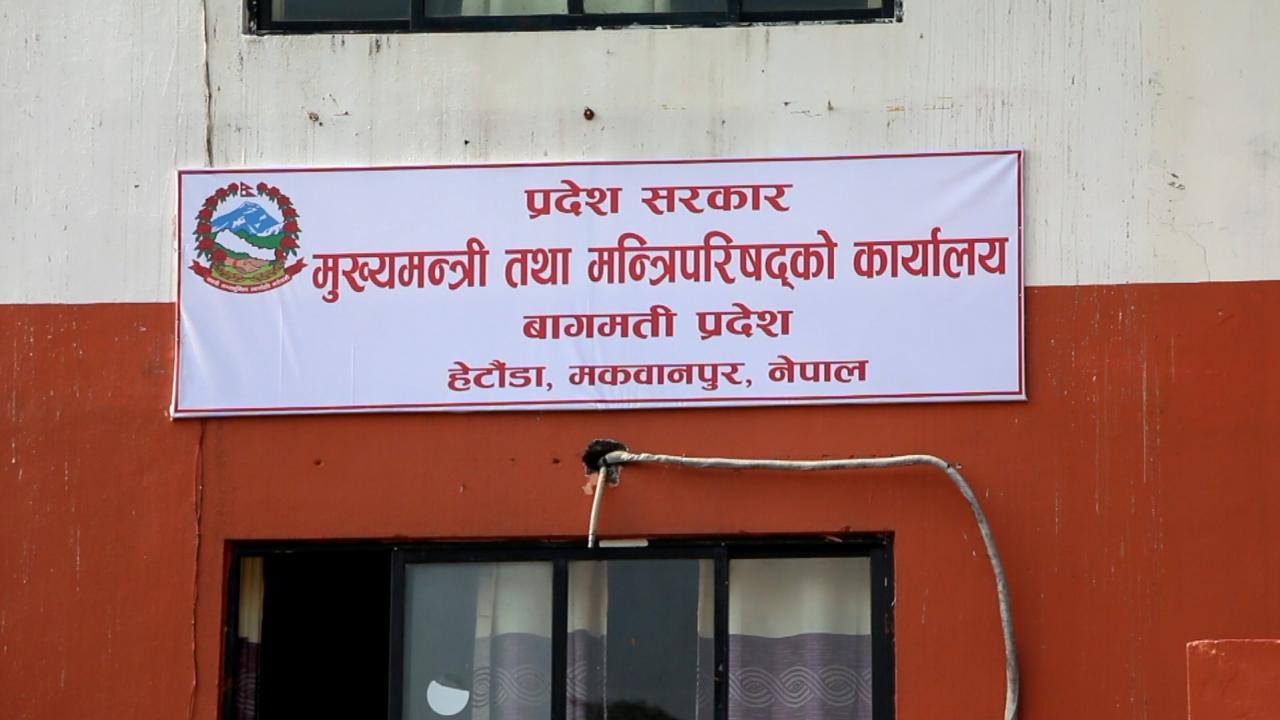 प्रदेश सरकार
मुख्यमन्त्री तथा मन्त्रिपरिषद्को कार्यालय
बागमती प्रदेश
हेटौंडा, मकवानपुर, नेपाल